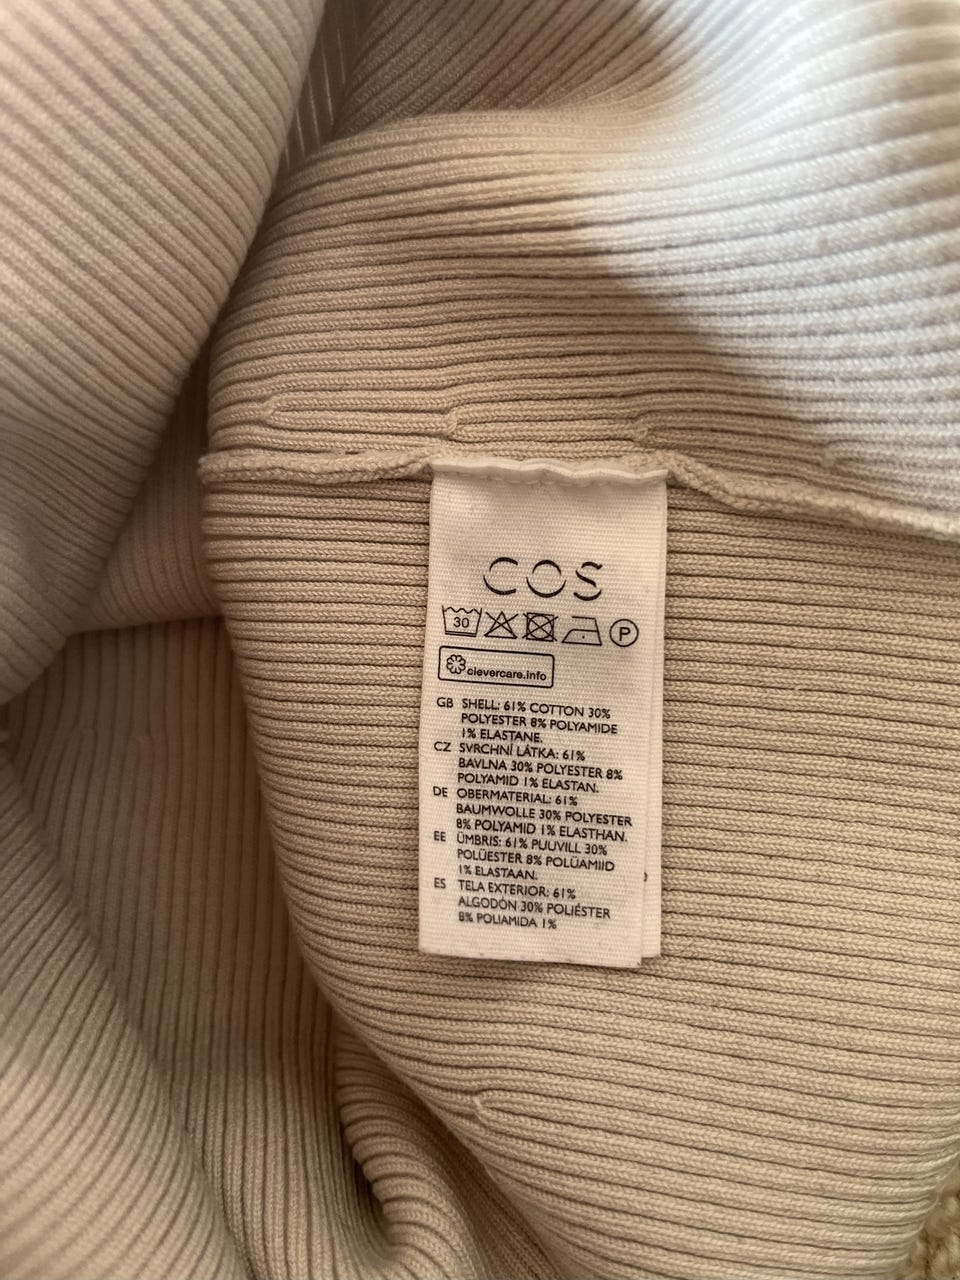 COS
30 P
clevercare.info
GB SHELL: 61% COTTON 30%
POLYESTER 8% POLYAMIDE
1% ELASTANE.
CZ SVRCHNÍ LÁTKA: 61%
BAVLNA 30% POLYESTER 8%
POLYAMID 1% ELASTAN.
DE OBERMATERIAL: 61%
BAUMWOLLE 30% POLYESTER
8% POLYAMID 1% ELASTHAN.
EE ÜMBRIS: 61% PUUVILL 30%
POLÜESTER 8% POLÜAMIID
1% ELASTAAN.
ES TELA EXTERIOR: 61%
ALGODÓN 30% POLIÉSTER
8% POLIAMIDA 1%